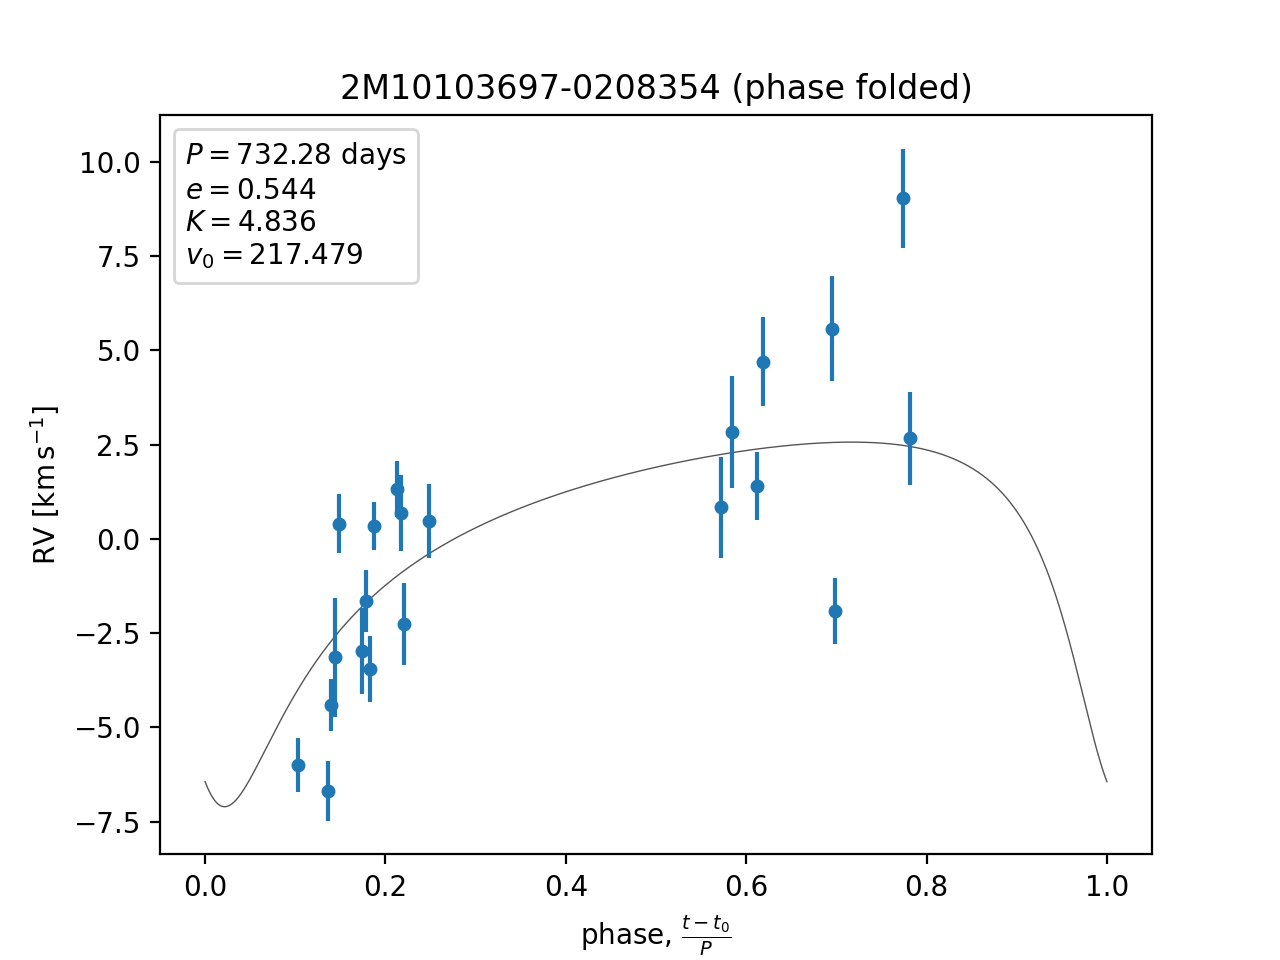 2M10103697-0208354 (phase folded)
P = 732.28 days
e = 0.544
K = 4.836
v₀ = 217.479
10.0
7.5
5.0
2.5
0.0
−2.5
−5.0
−7.5
RV [km s⁻¹]
0.0 0.2 0.4 0.6 0.8 1.0
phase, (t − t₀)/P